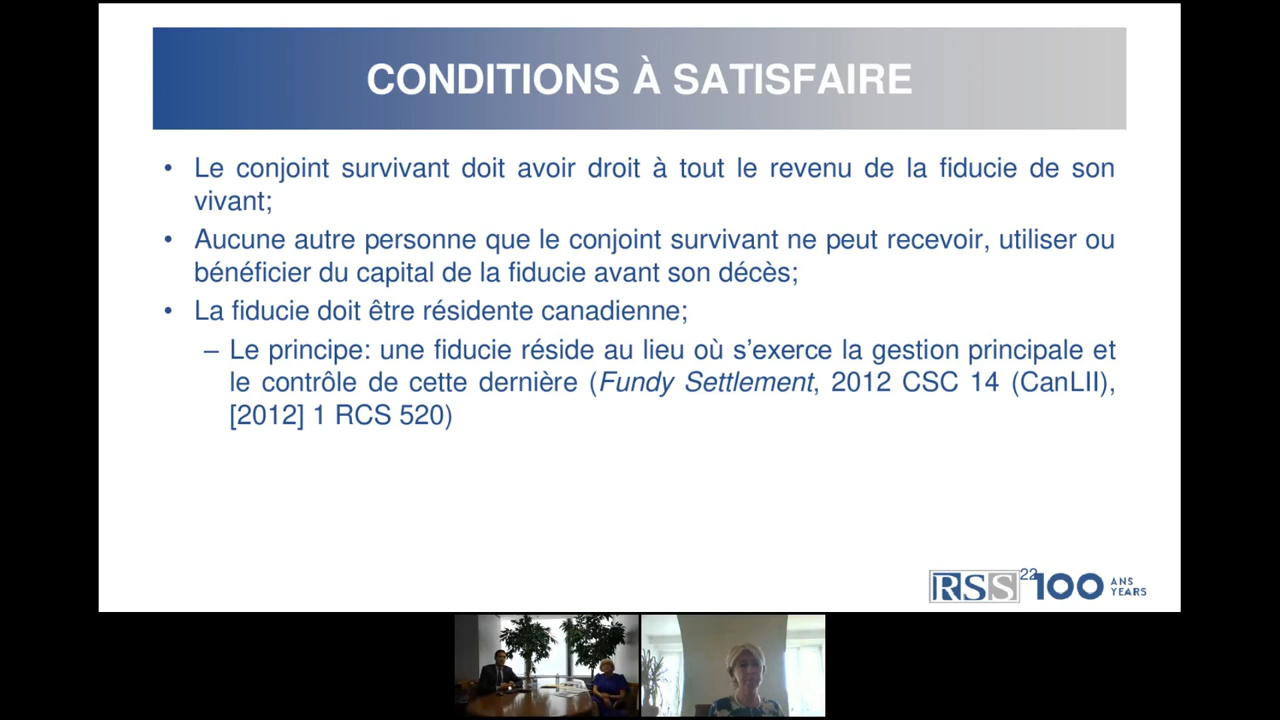 CONDITIONS À SATISFAIRE
• Le conjoint survivant doit avoir droit à tout le revenu de la fiducie de son
vivant;
• Aucune autre personne que le conjoint survivant ne peut recevoir, utiliser ou
bénéficier du capital de la fiducie avant son décès;
• La fiducie doit être résidente canadienne;
– Le principe: une fiducie réside au lieu où s’exerce la gestion principale et
le contrôle de cette dernière (Fundy Settlement, 2012 CSC 14 (CanLII),
[2012] 1 RCS 520)
22
RSS 100 ANS
YEARS